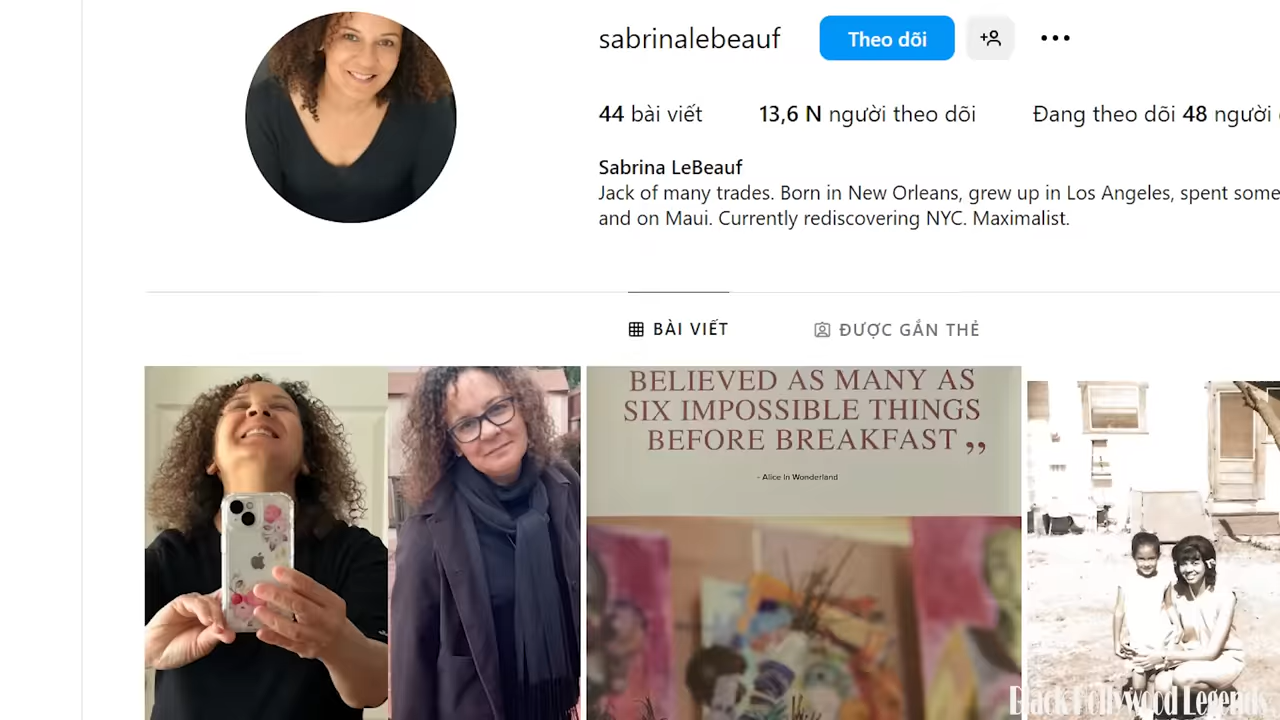 sabrinalebeauf
Theo dõi
44 bài viết
13,6 N người theo dõi
Đang theo dõi 48 người
Sabrina LeBeauf
Jack of many trades. Born in New Orleans, grew up in Los Angeles, spent some
and on Maui. Currently rediscovering NYC. Maximalist.
BÀI VIẾT
ĐƯỢC GẮN THẺ
BELIEVED AS MANY AS
SIX IMPOSSIBLE THINGS
BEFORE BREAKFAST ”
- Alice in Wonderland
Black Hollywood Legends